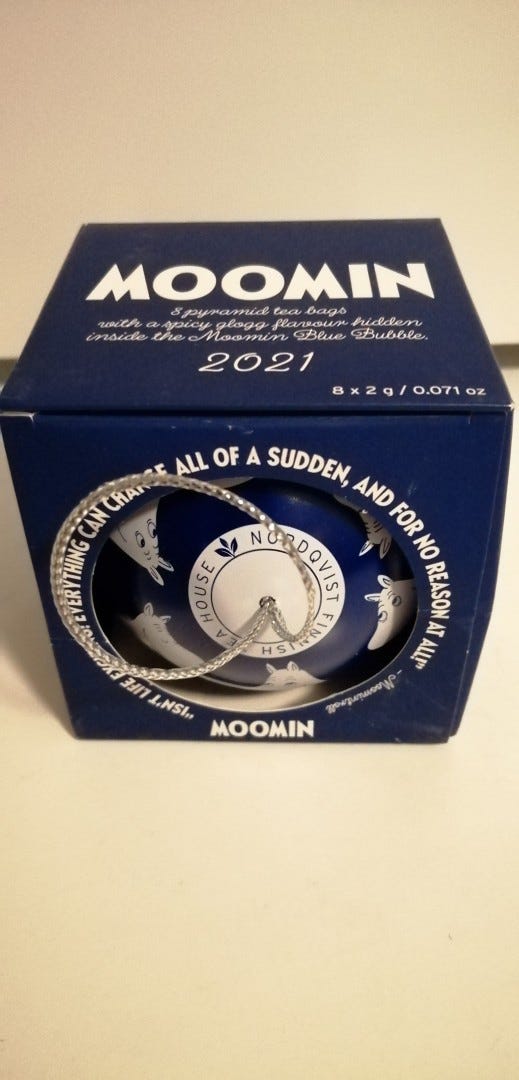 MOOMIN
8 pyramid tea bags
with a spicy glogg flavour hidden
inside the Moomin Blue Bubble.
2021
8 x 2 g / 0.071 oz
"ISN'T LIFE EVERYTHING CAN CHANGE ALL OF A SUDDEN, AND FOR NO REASON AT ALL!"
- Moomintroll
NORDQVIST FINNISH TEA HOUSE
MOOMIN